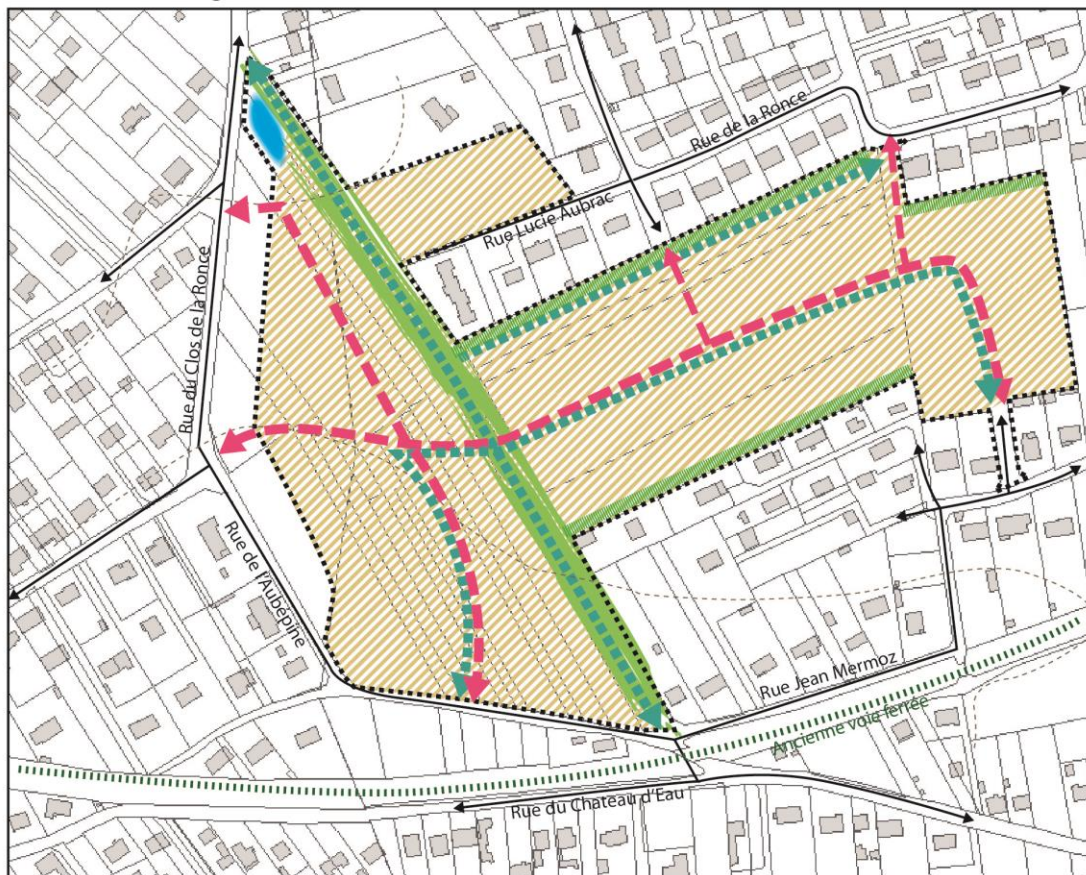 Rue de la Ronce
Rue Lucie Aubrac
Rue du Clos de la Ronce
Rue de l'Aubépine
Rue Jean Mermoz
Ancienne voie ferrée
Rue du Chateau d'Eau